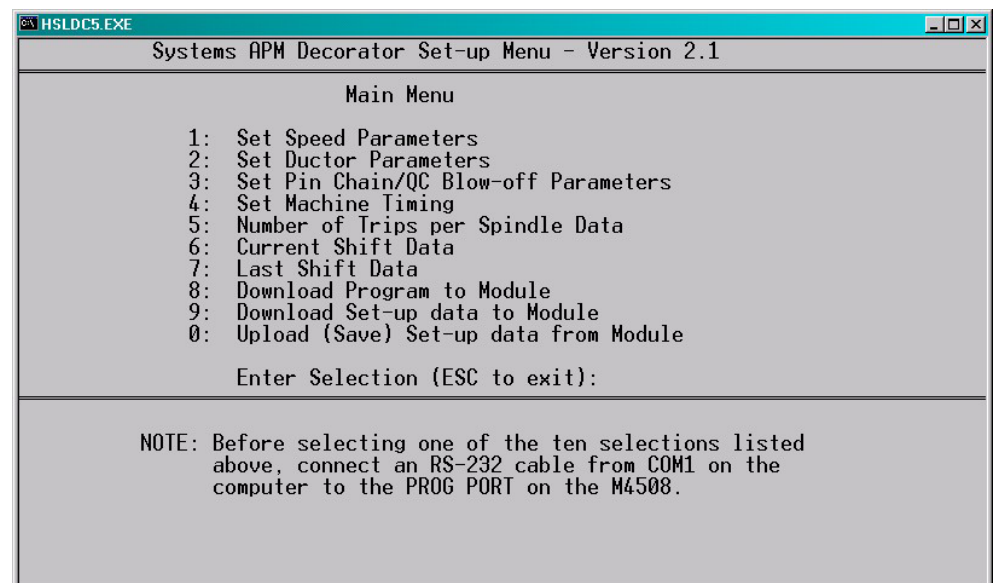 HSLDC5.EXE
Systems APM Decorator Set-up Menu - Version 2.1
Main Menu
1: Set Speed Parameters
2: Set Ductor Parameters
3: Set Pin Chain/QC Blow-off Parameters
4: Set Machine Timing
5: Number of Trips per Spindle Data
6: Current Shift Data
7: Last Shift Data
8: Download Program to Module
9: Download Set-up data to Module
0: Upload (Save) Set-up data from Module
Enter Selection (ESC to exit):
NOTE: Before selecting one of the ten selections listed
above, connect an RS-232 cable from COM1 on the
computer to the PROG PORT on the M4508.